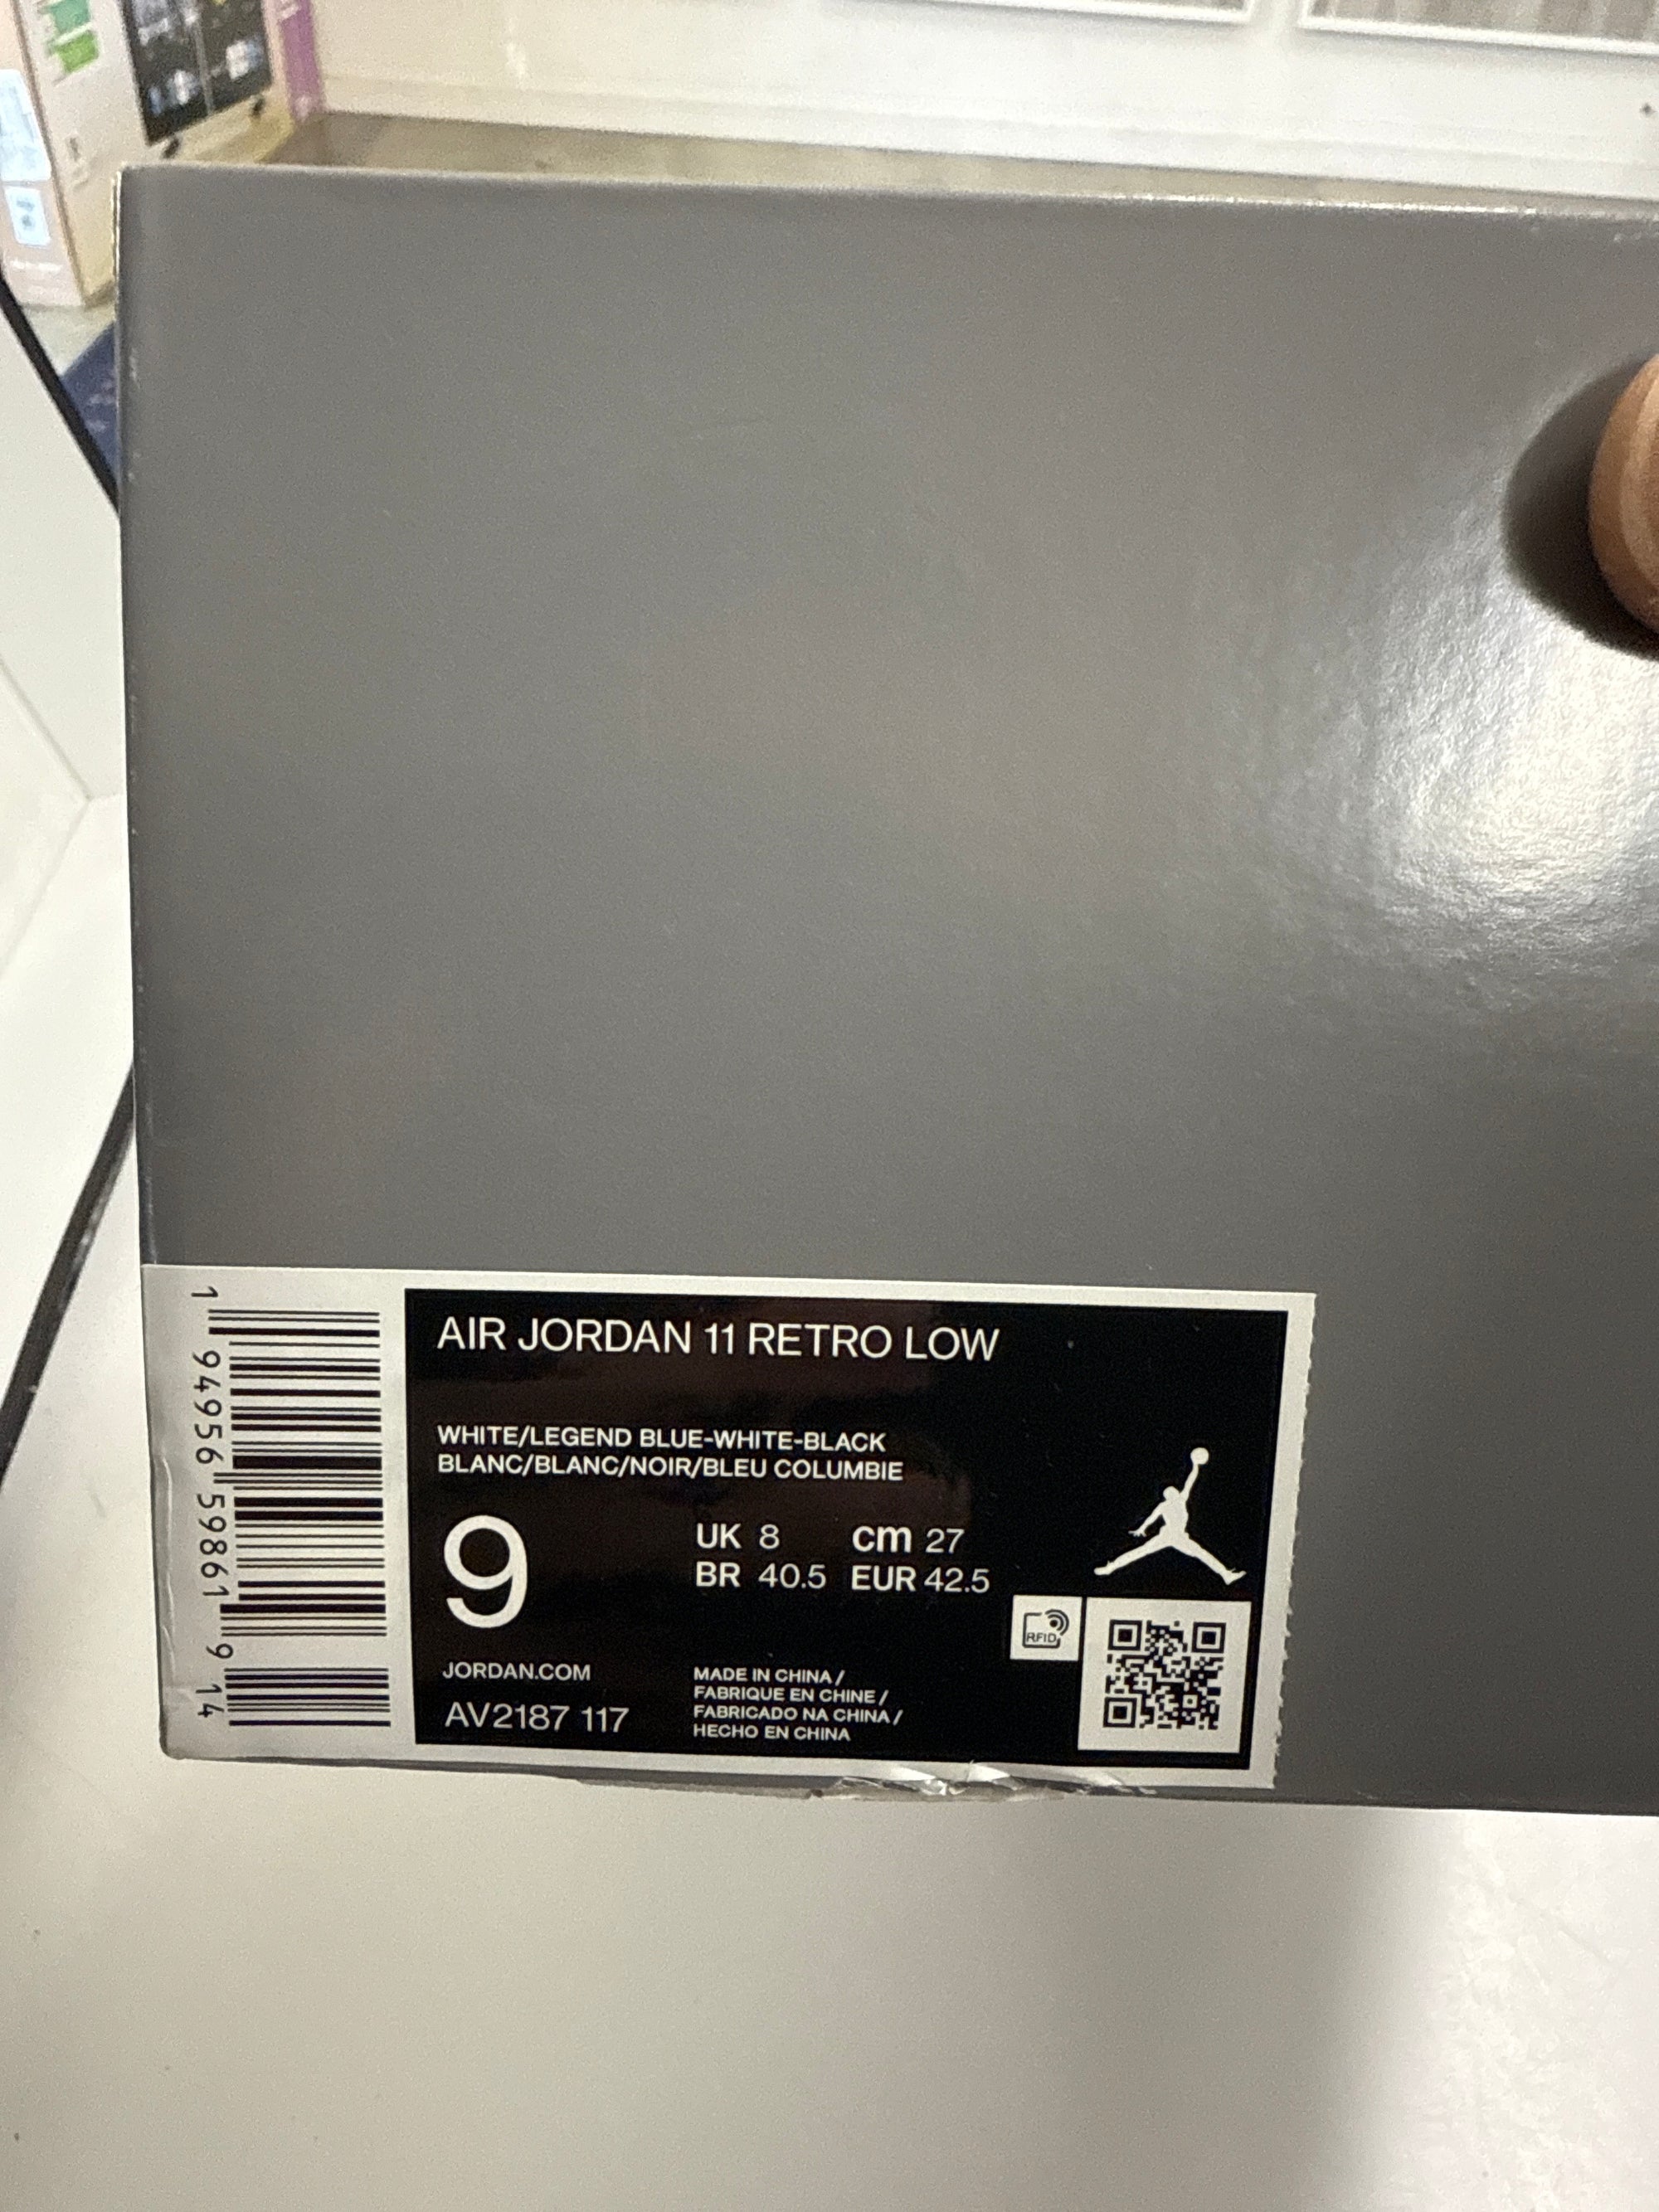 AIR JORDAN 11 RETRO LOW
WHITE/LEGEND BLUE-WHITE-BLACK
BLANC/BLANC/NOIR/BLEU COLUMBIE
9
UK 8 cm 27
BR 40.5 EUR 42.5
RFID
JORDAN.COM
AV2187 117
MADE IN CHINA /
FABRIQUE EN CHINE /
FABRICADO NA CHINA /
HECHO EN CHINA
1 94956 59861 9 14